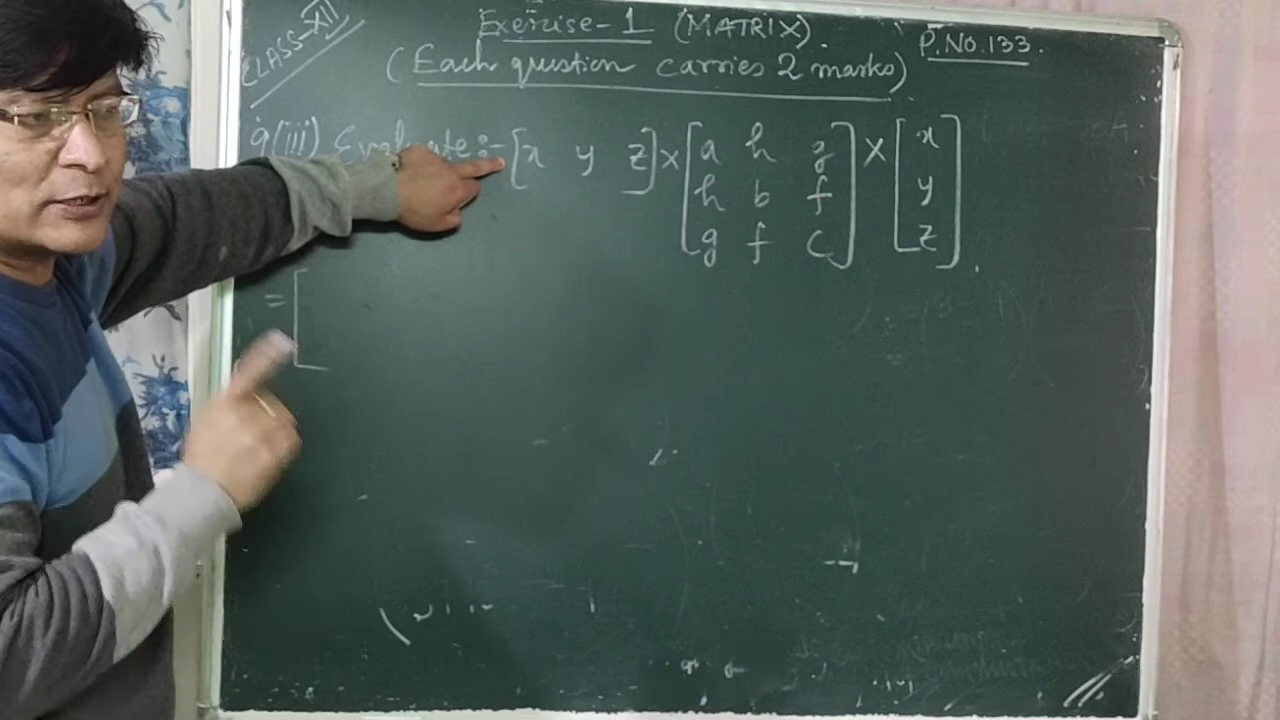 CLASS-XII
Exercise-1 (MATRIX).
P.NO.133.
(Each question carries 2 marks)
9(iii) Evaluate:- [x y z] × [a h g] × [x]
[h b f] [y]
[g f c] [z]
= [